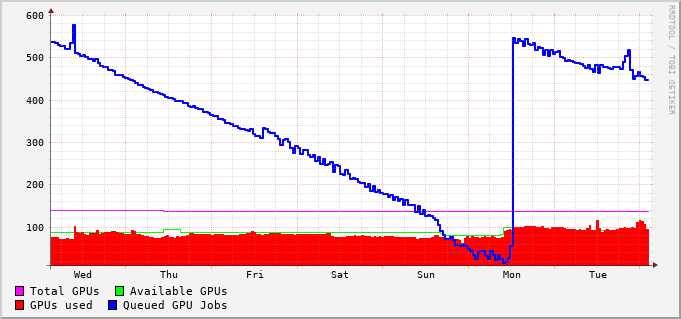 600
500
400
300
200
100
Wed Thu Fri Sat Sun Mon Tue
Total GPUs Available GPUs
GPUs used Queued GPU Jobs
RRDTOOL / TOBI OETIKER